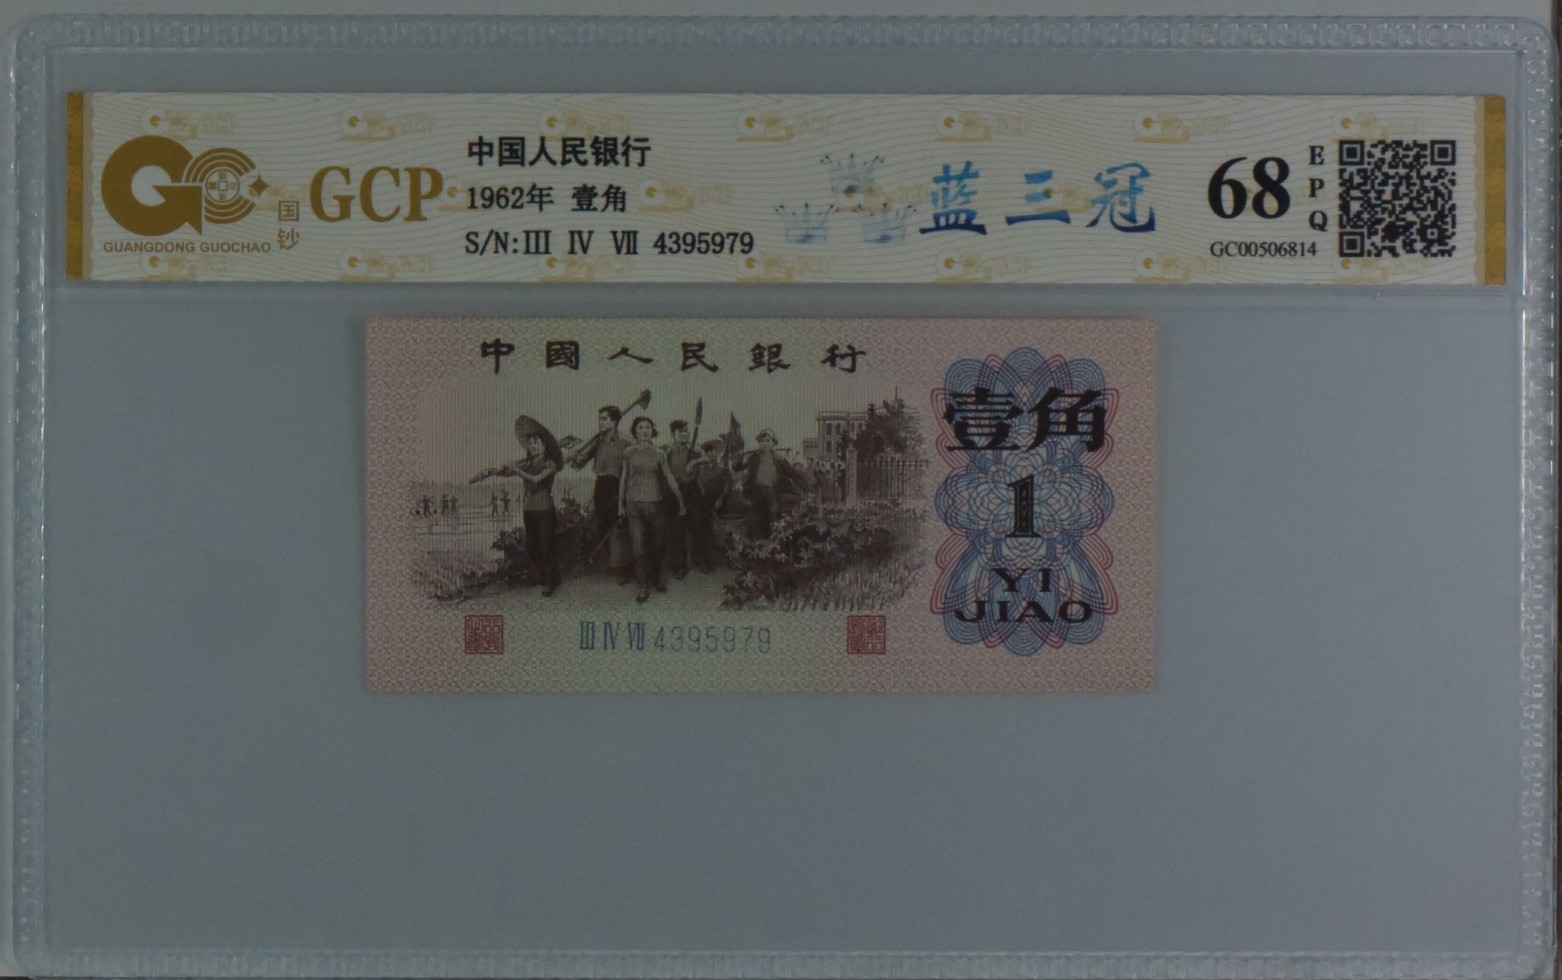 GUANGDONG GUOCHAO
国钞
GCP
中国人民银行
1962年 壹角
S/N:Ⅲ Ⅳ Ⅶ 4395979
蓝三冠
68
EPQ
GC00506814
中國人民銀行
壹角
1
YI
JIAO
Ⅲ Ⅳ Ⅶ 4395979